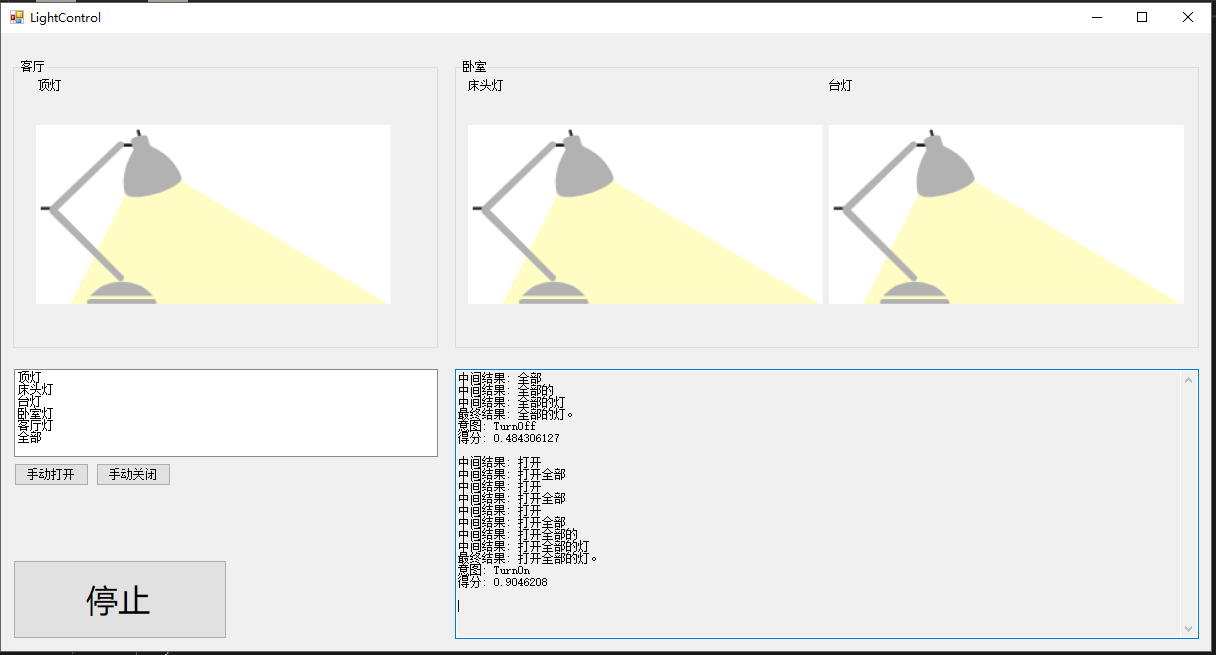 LightControl
客厅
顶灯
卧室
床头灯
台灯
顶灯
床头灯
台灯
卧室灯
客厅灯
全部
手动打开
手动关闭
停止
中间结果: 全部
中间结果: 全部的
中间结果: 全部的灯
最终结果: 全部的灯。
意图: TurnOff
得分: 0.484306127
中间结果: 打开
中间结果: 打开全部
中间结果: 打开
中间结果: 打开全部
中间结果: 打开
中间结果: 打开全部
中间结果: 打开全部的
中间结果: 打开全部的灯
最终结果: 打开全部的灯。
意图: TurnOn
得分: 0.9046208